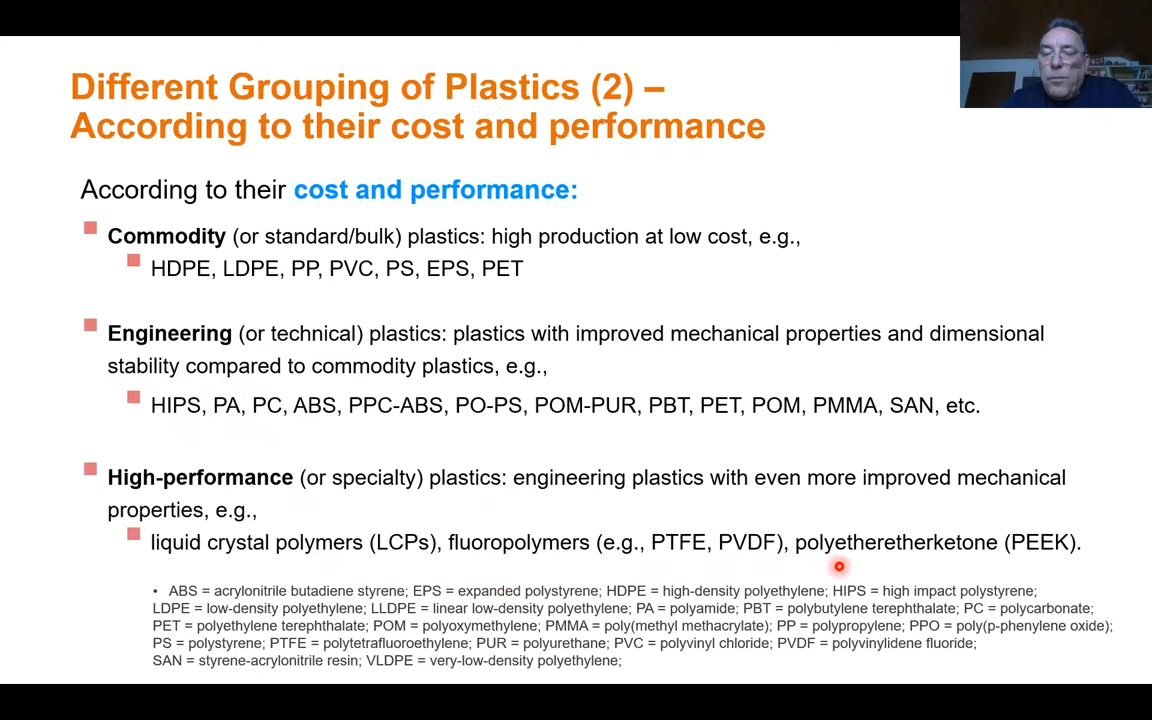 Different Grouping of Plastics (2) –
According to their cost and performance
According to their cost and performance:
Commodity (or standard/bulk) plastics: high production at low cost, e.g.,
HDPE, LDPE, PP, PVC, PS, EPS, PET
Engineering (or technical) plastics: plastics with improved mechanical properties and dimensional
stability compared to commodity plastics, e.g.,
HIPS, PA, PC, ABS, PPC-ABS, PO-PS, POM-PUR, PBT, PET, POM, PMMA, SAN, etc.
High-performance (or specialty) plastics: engineering plastics with even more improved mechanical
properties, e.g.,
liquid crystal polymers (LCPs), fluoropolymers (e.g., PTFE, PVDF), polyetheretherketone (PEEK).
• ABS = acrylonitrile butadiene styrene; EPS = expanded polystyrene; HDPE = high-density polyethylene; HIPS = high impact polystyrene;
LDPE = low-density polyethylene; LLDPE = linear low-density polyethylene; PA = polyamide; PBT = polybutylene terephthalate; PC = polycarbonate;
PET = polyethylene terephthalate; POM = polyoxymethylene; PMMA = poly(methyl methacrylate); PP = polypropylene; PPO = poly(p-phenylene oxide);
PS = polystyrene; PTFE = polytetrafluoroethylene; PUR = polyurethane; PVC = polyvinyl chloride; PVDF = polyvinylidene fluoride;
SAN = styrene-acrylonitrile resin; VLDPE = very-low-density polyethylene;